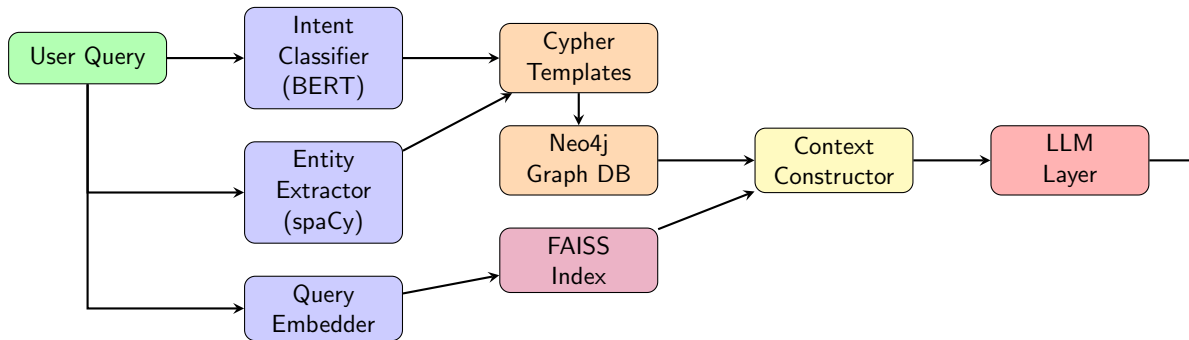 User Query
Intent
Classifier
(BERT)
Entity
Extractor
(spaCy)
Query
Embedder
Cypher
Templates
Neo4j
Graph DB
FAISS
Index
Context
Constructor
LLM
Layer